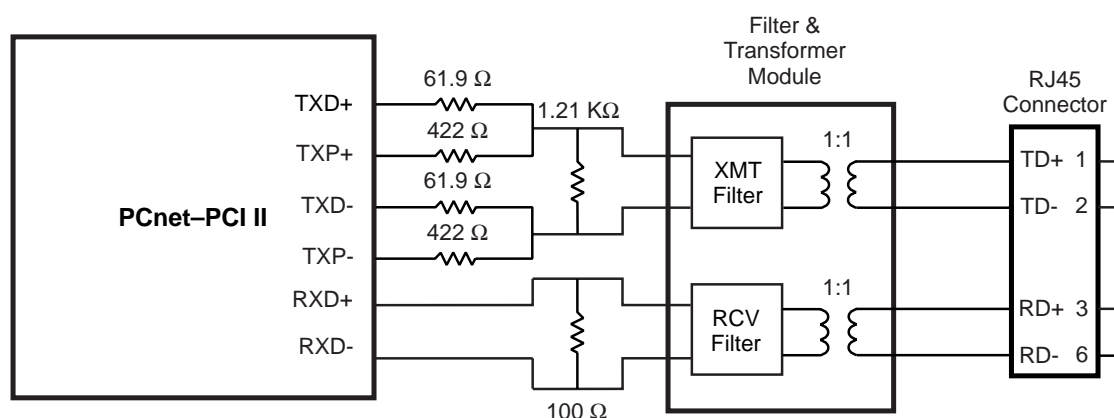 Filter &
Transformer
Module
RJ45
Connector
61.9 Ω
TXD+
1.21 KΩ
422 Ω
TXP+
1:1
XMT
Filter
TD+ 1
61.9 Ω
PCnet–PCI II
TXD-
TD- 2
422 Ω
TXP-
RXD+
1:1
RCV
Filter
RD+ 3
RXD-
RD- 6
100 Ω